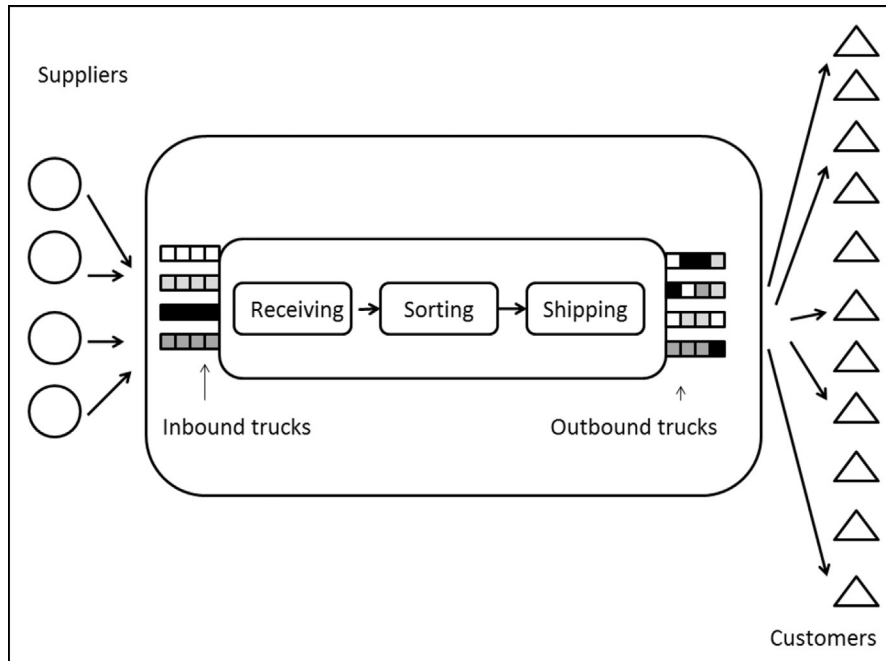 Suppliers
Receiving
Sorting
Shipping
Inbound trucks
Outbound trucks
Customers